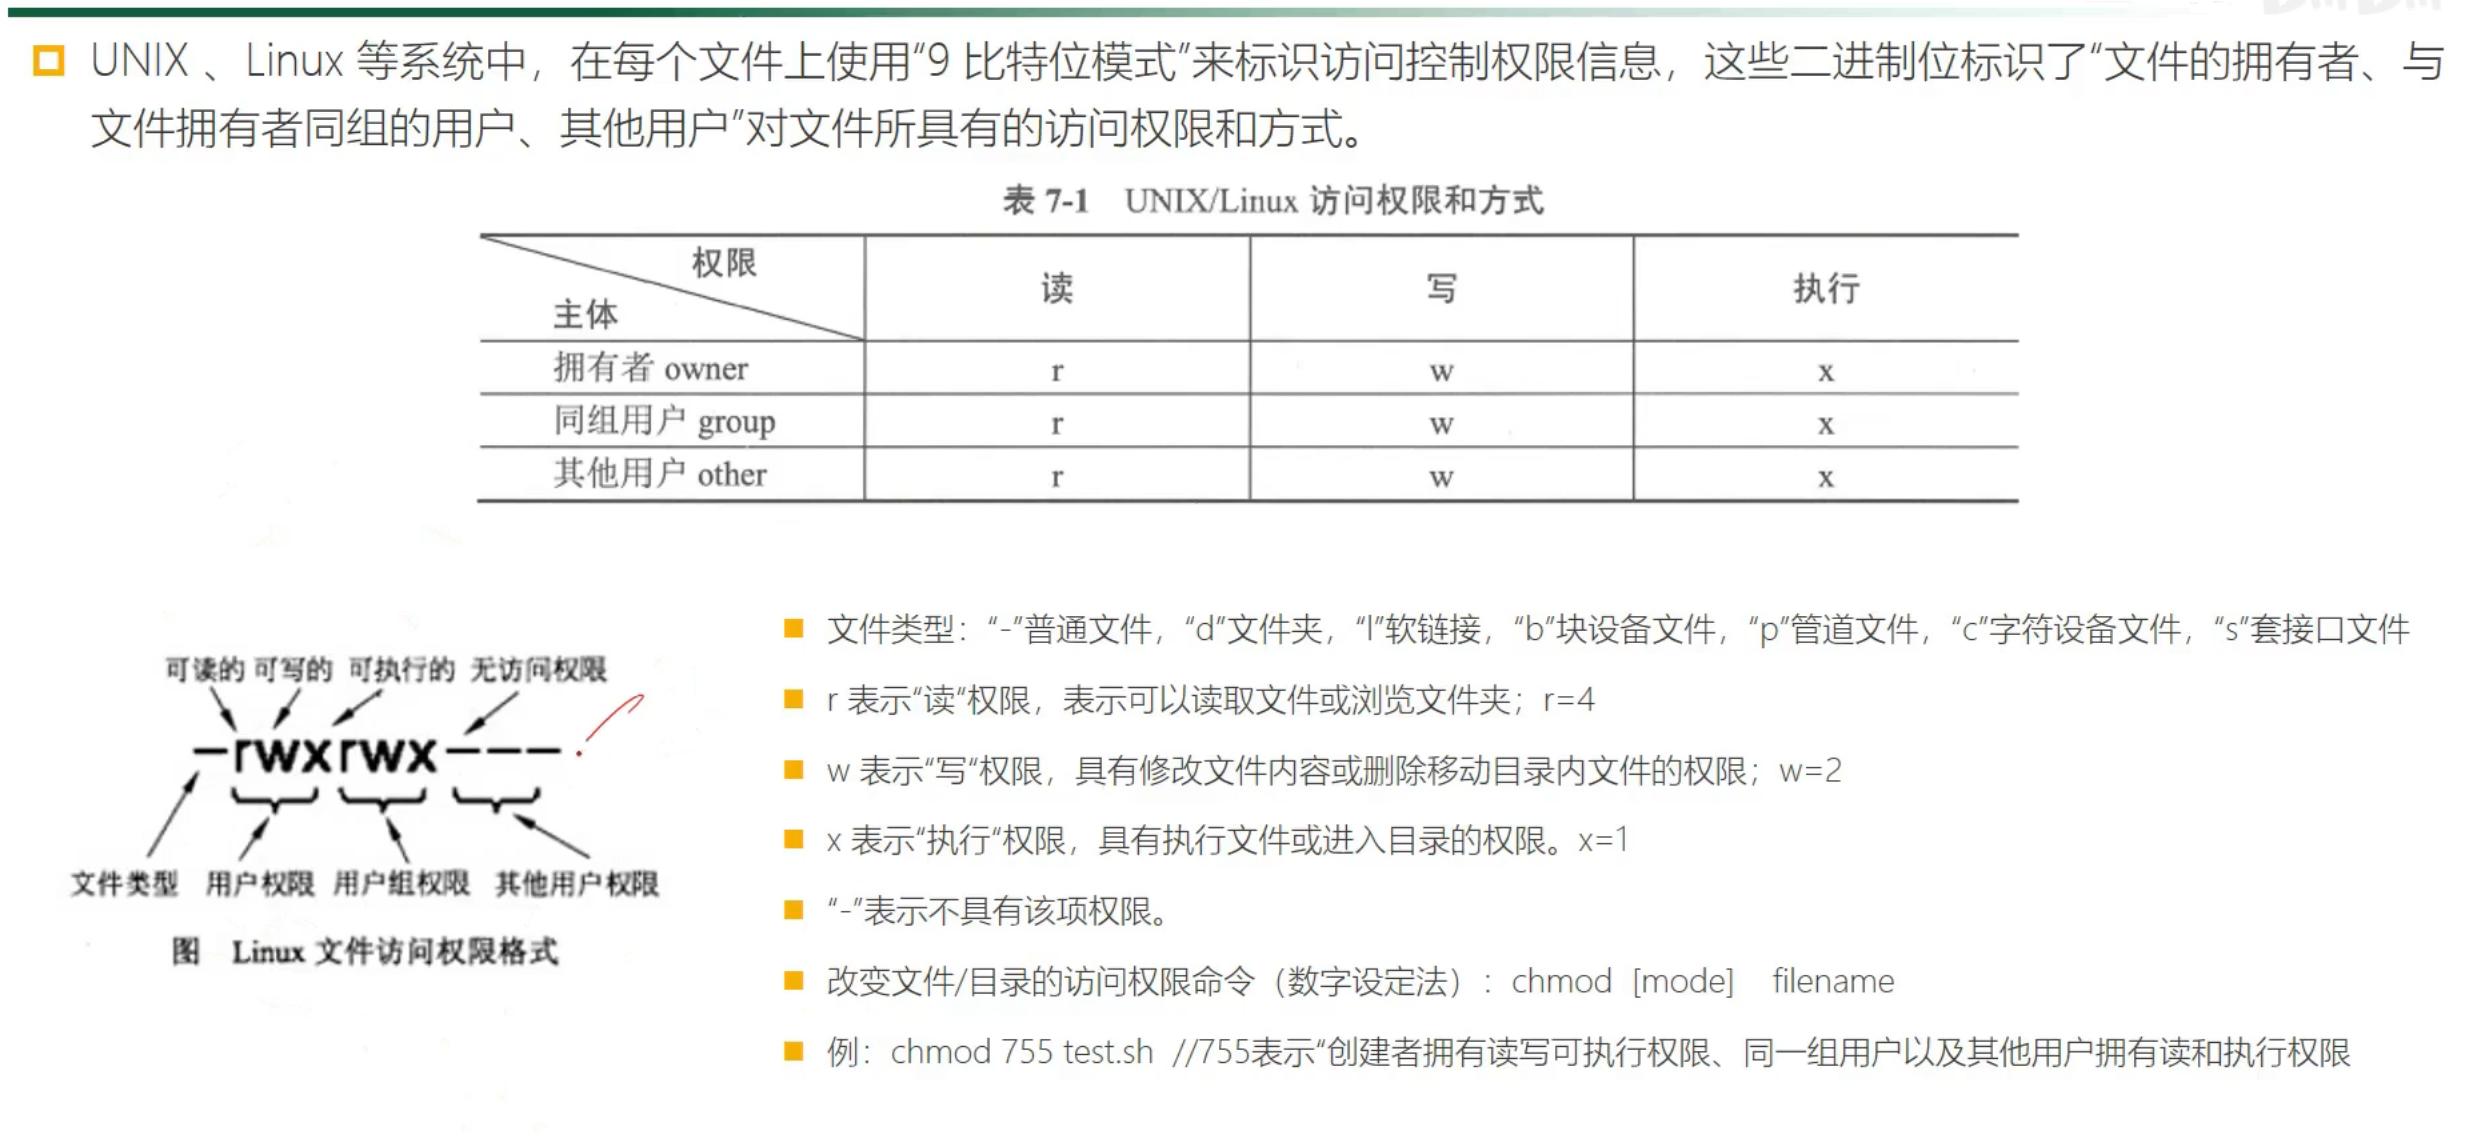 UNIX 、Linux 等系统中，在每个文件上使用“9 比特位模式”来标识访问控制权限信息，这些二进制位标识了“文件的拥有者、与
文件拥有者同组的用户、其他用户”对文件所具有的访问权限和方式。
表 7-1 UNIX/Linux 访问权限和方式
权限
主体
读 写 执行
拥有者 owner r w x
同组用户 group r w x
其他用户 other r w x
可读的 可写的 可执行的 无访问权限
-rwxrwx---
文件类型 用户权限 用户组权限 其他用户权限
图 Linux 文件访问权限格式
文件类型：“-”普通文件，“d”文件夹，“l”软链接，“b”块设备文件，“p”管道文件，“c”字符设备文件，“s”套接口文件
r 表示“读“权限，表示可以读取文件或浏览文件夹；r=4
w 表示“写“权限，具有修改文件内容或删除移动目录内文件的权限；w=2
x 表示“执行“权限，具有执行文件或进入目录的权限。x=1
“-”表示不具有该项权限。
改变文件/目录的访问权限命令（数字设定法）：chmod [mode] filename
例：chmod 755 test.sh //755表示“创建者拥有读写可执行权限、同一组用户以及其他用户拥有读和执行权限